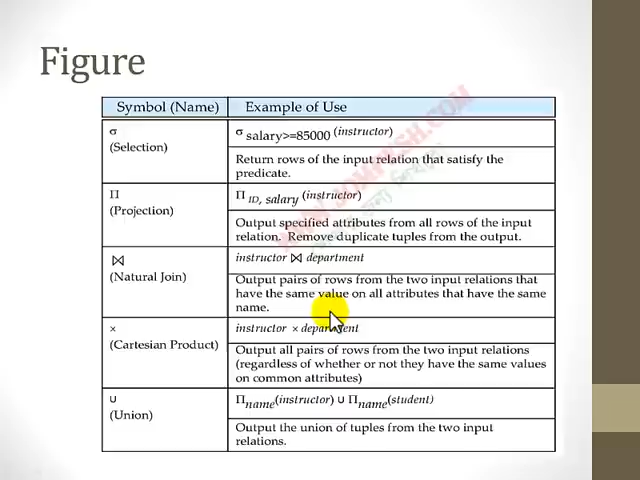 Figure
Symbol (Name) Example of Use
σ σ salary>=85000 (instructor)
(Selection)
Return rows of the input relation that satisfy the
predicate.
Π Π ID, salary (instructor)
(Projection)
Output specified attributes from all rows of the input
relation. Remove duplicate tuples from the output.
⋈ instructor ⋈ department
(Natural Join)
Output pairs of rows from the two input relations that
have the same value on all attributes that have the same
name.
× instructor × department
(Cartesian Product)
Output all pairs of rows from the two input relations
(regardless of whether or not they have the same values
on common attributes)
∪ Πname(instructor) ∪ Πname(student)
(Union)
Output the union of tuples from the two input
relations.